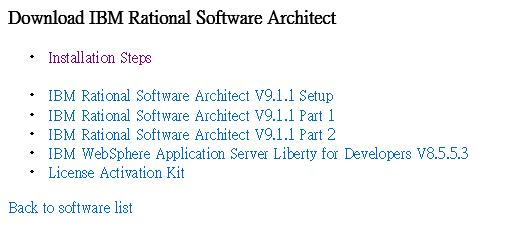 Download IBM Rational Software Architect
Installation Steps
IBM Rational Software Architect V9.1.1 Setup
IBM Rational Software Architect V9.1.1 Part 1
IBM Rational Software Architect V9.1.1 Part 2
IBM WebSphere Application Server Liberty for Developers V8.5.5.3
License Activation Kit
Back to software list